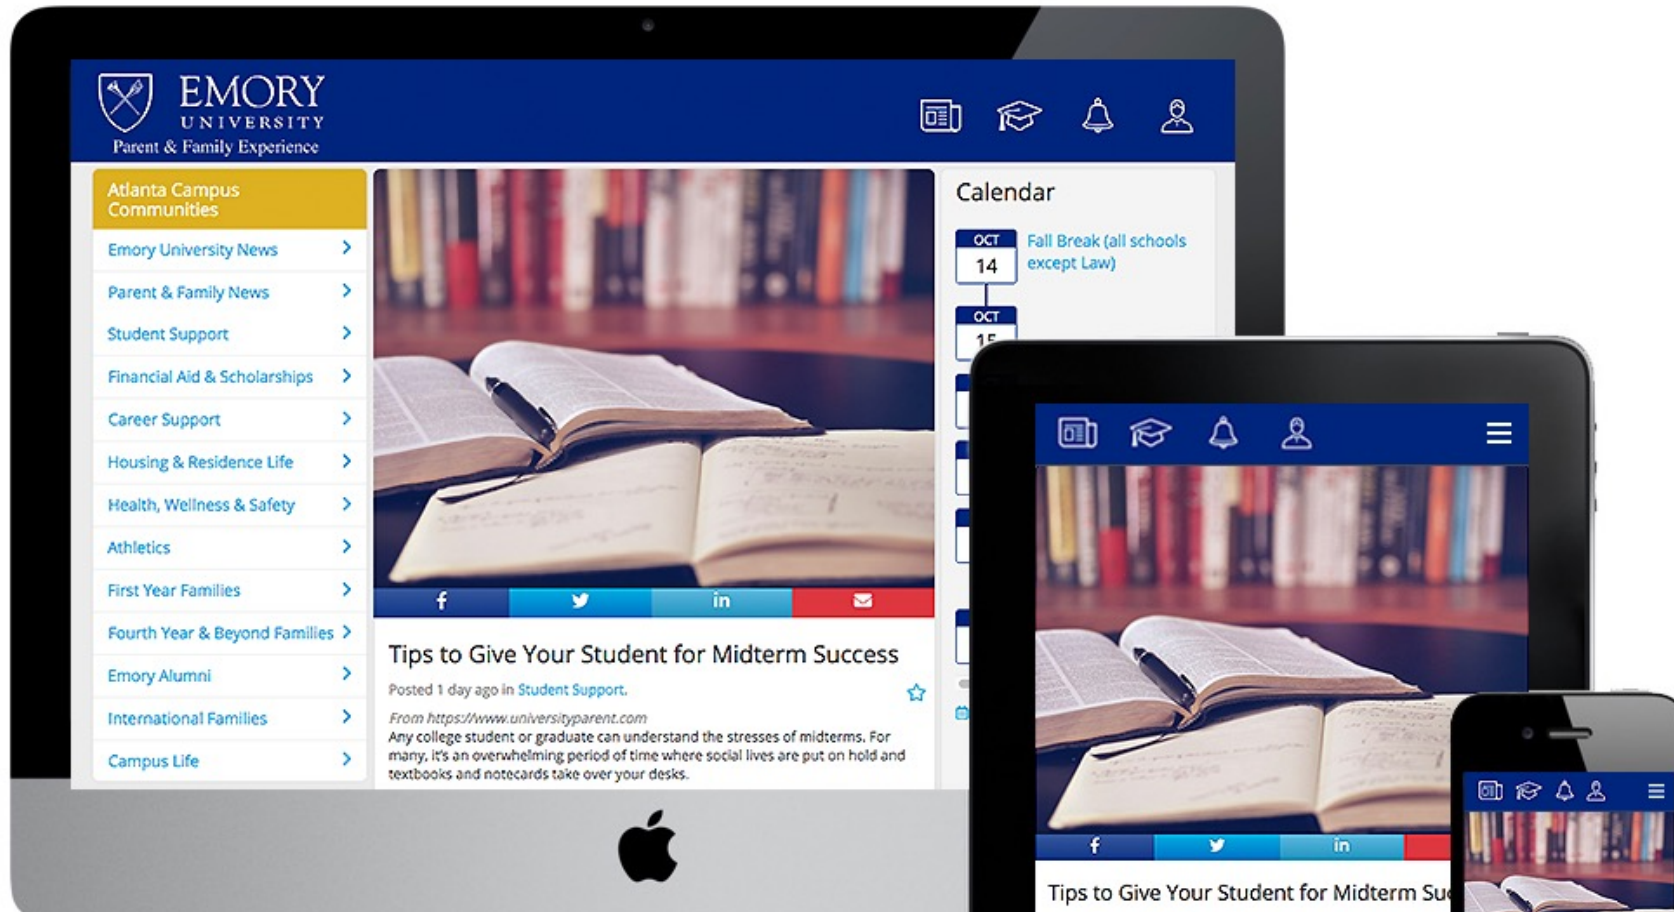 EMORY
UNIVERSITY
Parent & Family Experience
Atlanta Campus
Communities
Emory University News
Parent & Family News
Student Support
Financial Aid & Scholarships
Career Support
Housing & Residence Life
Health, Wellness & Safety
Athletics
First Year Families
Fourth Year & Beyond Families
Emory Alumni
International Families
Campus Life
f
in
Tips to Give Your Student for Midterm Success
Posted 1 day ago in Student Support.
From https://www.universityparent.com
Any college student or graduate can understand the stresses of midterms. For
many, it's an overwhelming period of time where social lives are put on hold and
textbooks and notecards take over your desks.
Calendar
OCT
14
Fall Break (all schools
except Law)
OCT
15
f
in
Tips to Give Your Student for Midterm Su